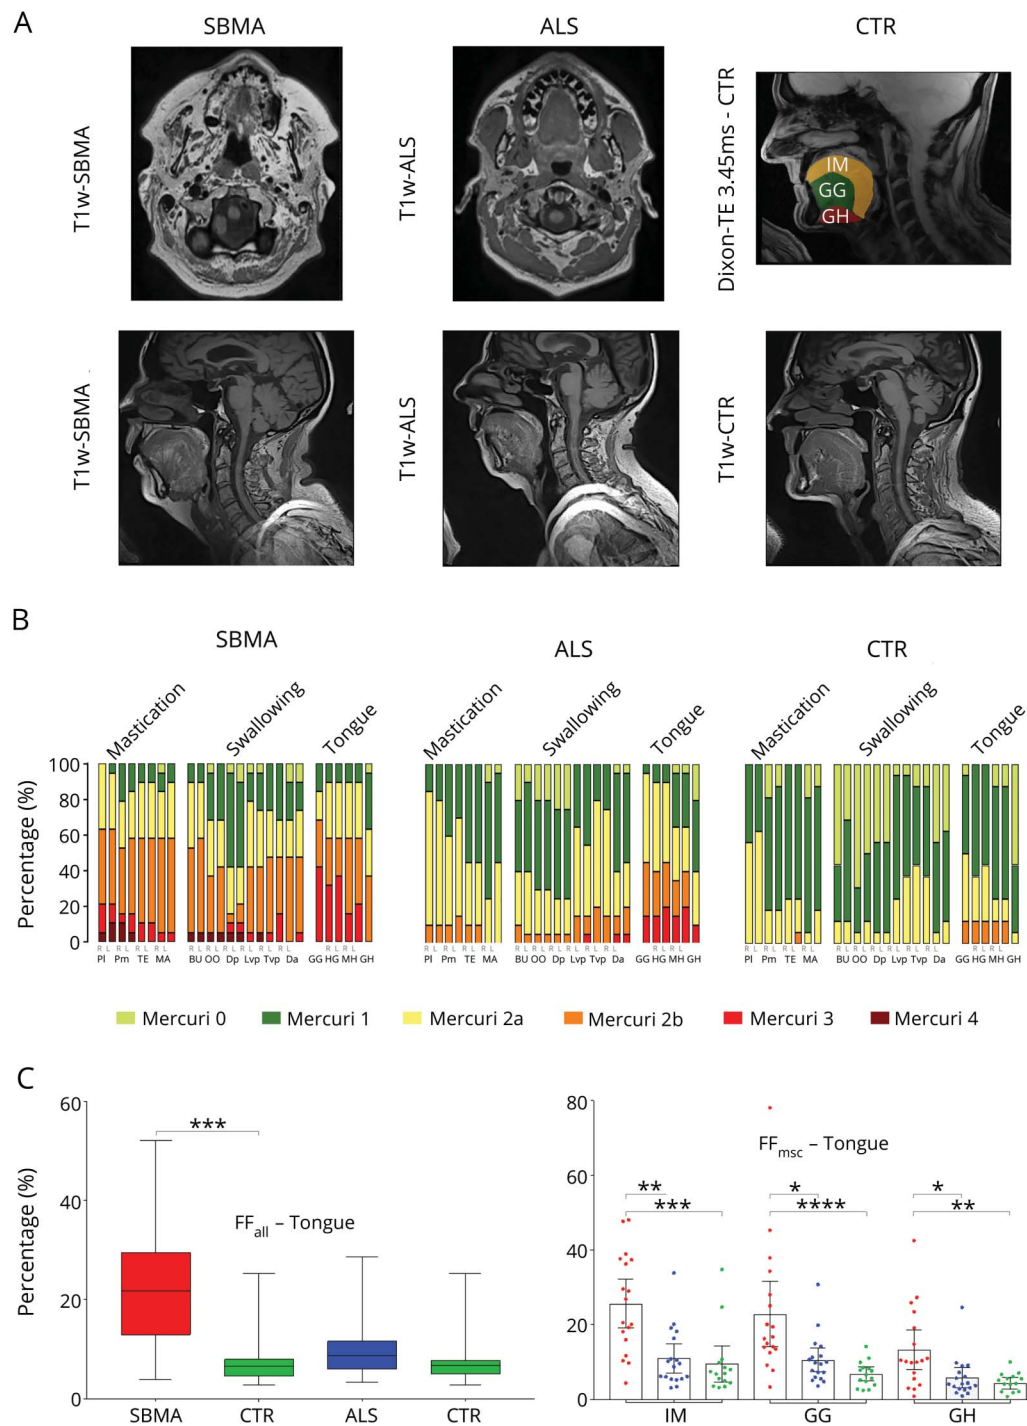 A
SBMA
ALS
CTR
T1w-SBMA
T1w-ALS
Dixon-TE 3.45ms - CTR
IM
GG
GH
T1w-SBMA
T1w-ALS
T1w-CTR
B
SBMA
ALS
CTR
Mastication
Swallowing
Tongue
Mastication
Swallowing
Tongue
Mastication
Swallowing
Tongue
Percentage (%)
100
80
60
40
20
0
R L R L R L R L R L R L R L R L R L R L R L
Pl Pm TE MA BU OO Dp Lvp Tvp Da GG HG MH GH
R L R L R L R L R L R L R L R L R L R L R L
Pl Pm TE MA BU OO Dp Lvp Tvp Da GG HG MH GH
R L R L R L R L R L R L R L R L R L R L R L
Pl Pm TE MA BU OO Dp Lvp Tvp Da GG HG MH GH
Mercuri 0
Mercuri 1
Mercuri 2a
Mercuri 2b
Mercuri 3
Mercuri 4
C
Percentage (%)
60
40
20
0
***
FFall – Tongue
SBMA
CTR
ALS
CTR
80
60
40
20
0
FFmsc – Tongue
**
***
*
****
*
**
IM
GG
GH